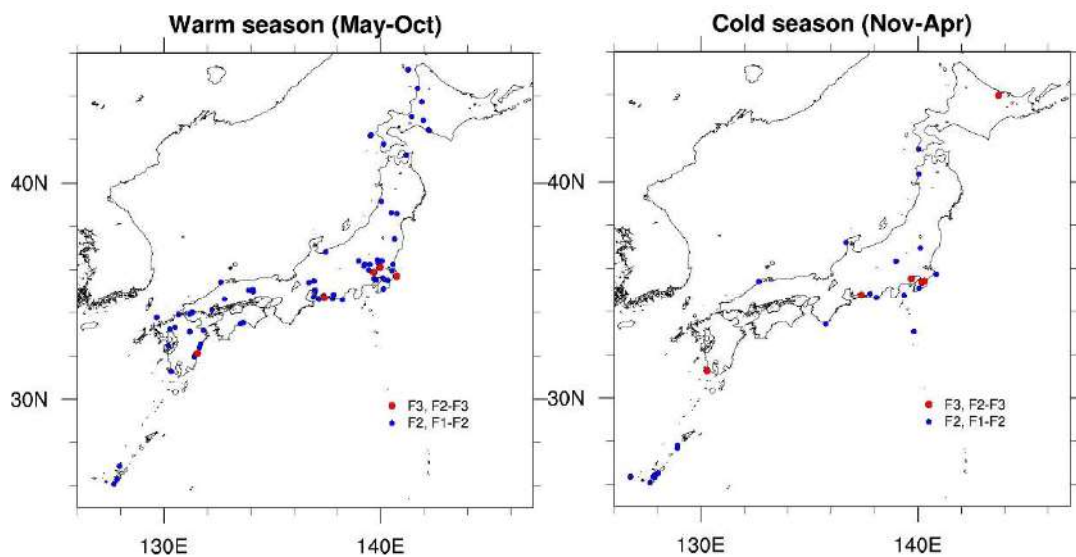 Warm season (May-Oct)
40N
30N
F3, F2-F3
F2, F1-F2
130E
140E
Cold season (Nov-Apr)
40N
30N
F3, F2-F3
F2, F1-F2
130E
140E